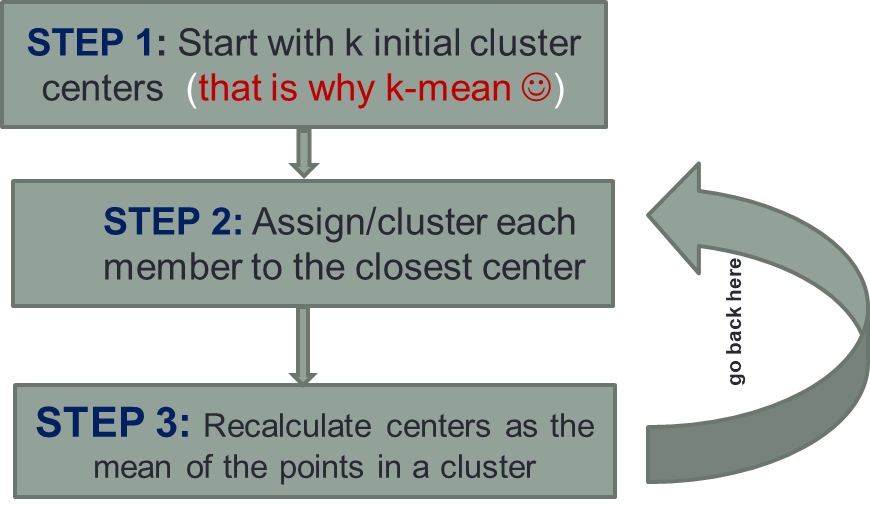 STEP 1: Start with k initial cluster
centers (that is why k-mean ☺)
STEP 2: Assign/cluster each
member to the closest center
go back here
STEP 3: Recalculate centers as the
mean of the points in a cluster